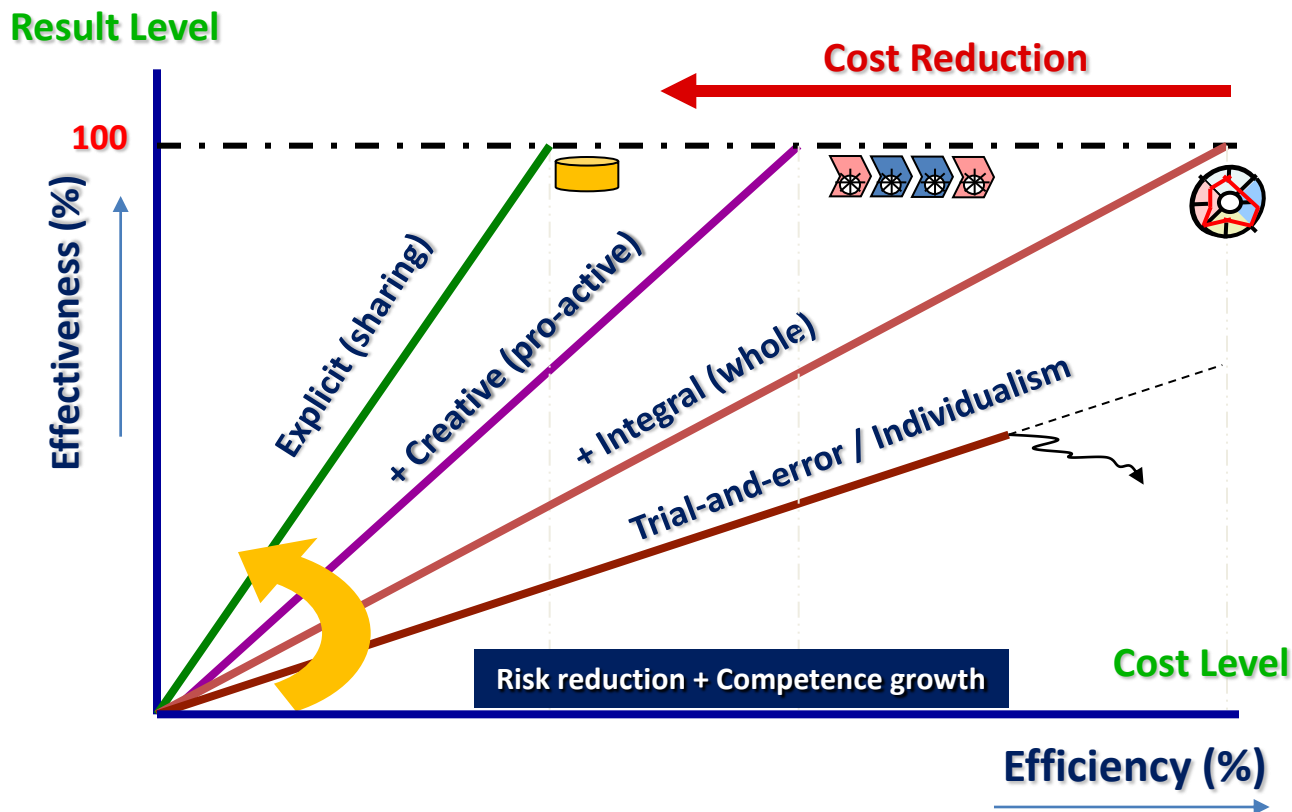 Result Level
Cost Reduction
100
Effectiveness (%)
Explicit (sharing)
+ Creative (pro-active)
+ Integral (whole)
Trial-and-error / Individualism
Cost Level
Risk reduction + Competence growth
Efficiency (%)